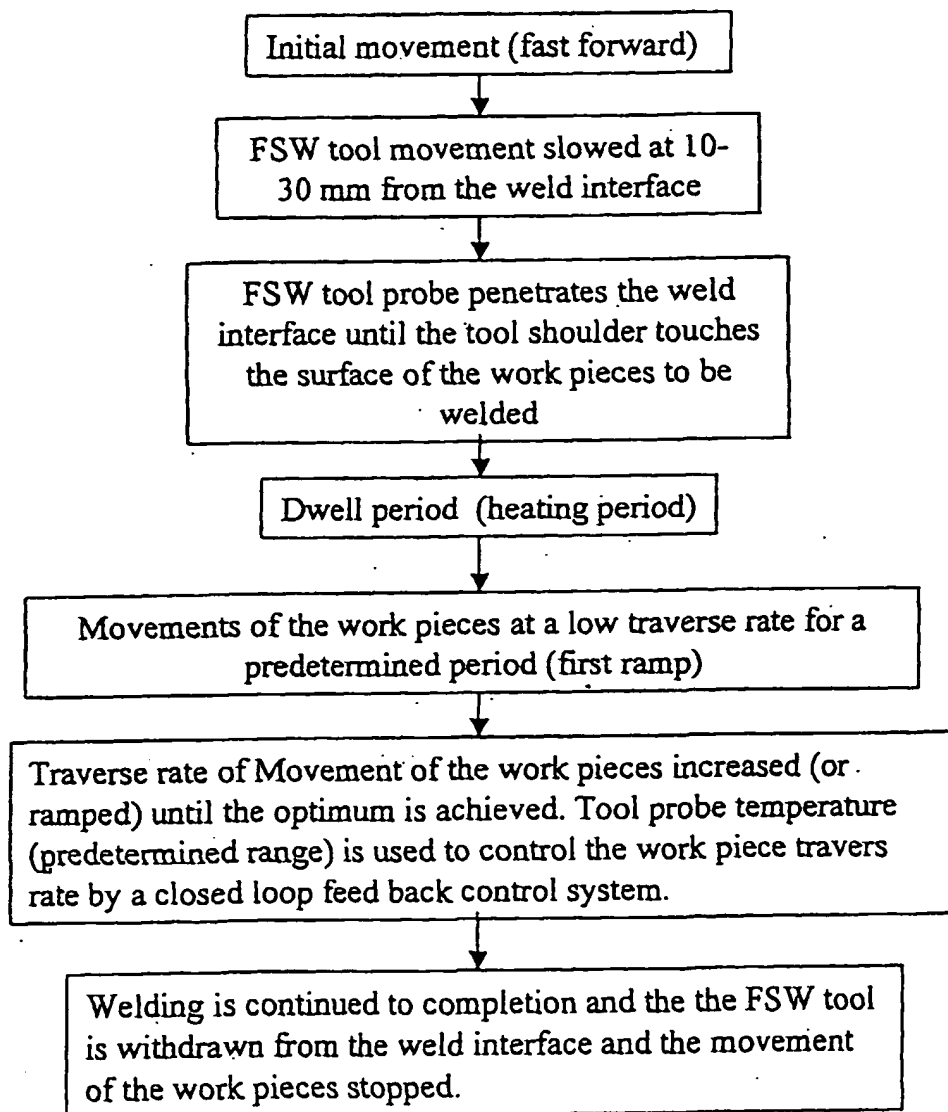 Initial movement (fast forward)
FSW tool movement slowed at 10-
30 mm from the weld interface
FSW tool probe penetrates the weld
interface until the tool shoulder touches
the surface of the work pieces to be
welded
Dwell period (heating period)
Movements of the work pieces at a low traverse rate for a
predetermined period (first ramp)
Traverse rate of Movement of the work pieces increased (or
ramped) until the optimum is achieved. Tool probe temperature
(predetermined range) is used to control the work piece travers
rate by a closed loop feed back control system.
Welding is continued to completion and the the FSW tool
is withdrawn from the weld interface and the movement
of the work pieces stopped.